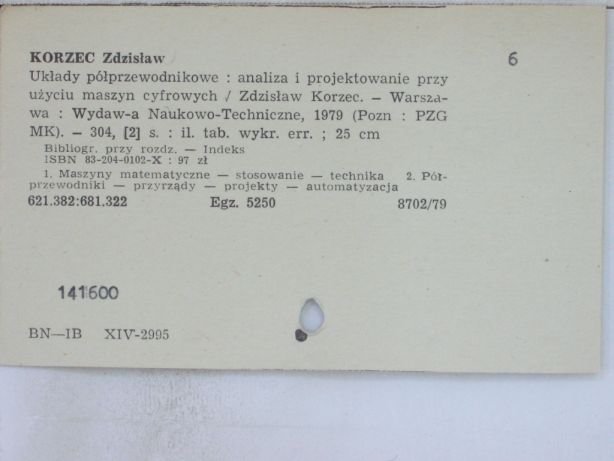 KORZEC Zdzisław
6
Układy półprzewodnikowe : analiza i projektowanie przy
użyciu maszyn cyfrowych / Zdzisław Korzec. — Warsza-
wa : Wydaw-a Naukowo-Techniczne, 1979 (Pozn : PZG
MK). — 304, [2] s. : il. tab. wykr. err. ; 25 cm
Bibliogr. przy rozdz. — Indeks
ISBN 83-204-0102-X : 97 zł
1. Maszyny matematyczne — stosowanie — technika 2. Pół-
przewodniki — przyrządy — projekty — automatyzacja
621.382:681.322 Egz. 5250 8702/79
141600
BN—IB XIV-2995